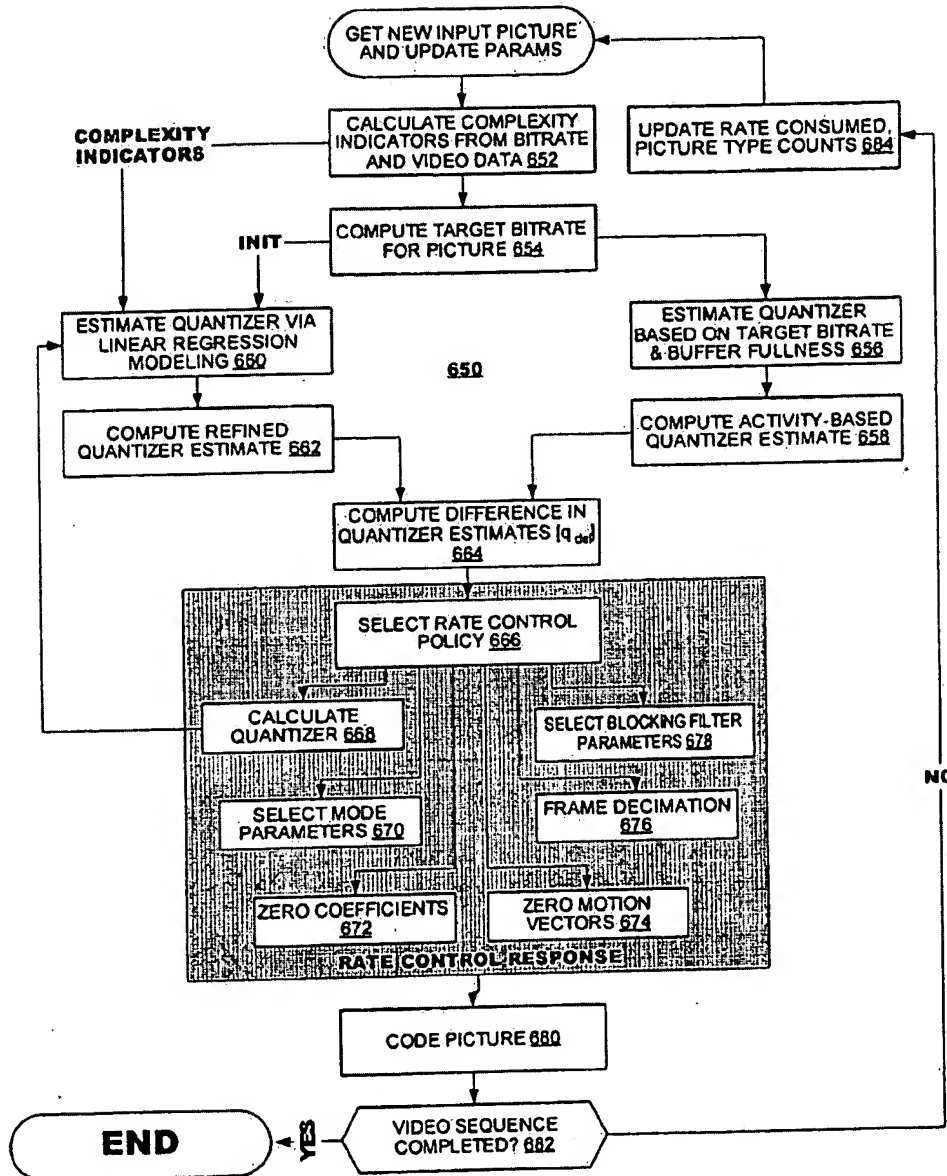 GET NEW INPUT PICTURE
AND UPDATE PARAMS
COMPLEXITY
INDICATORS
CALCULATE COMPLEXITY
INDICATORS FROM BITRATE
AND VIDEO DATA 652
UPDATE RATE CONSUMED,
PICTURE TYPE COUNTS 684
INIT
COMPUTE TARGET BITRATE
FOR PICTURE 654
ESTIMATE QUANTIZER VIA
LINEAR REGRESSION
MODELING 660
650
ESTIMATE QUANTIZER
BASED ON TARGET BITRATE
& BUFFER FULLNESS 656
COMPUTE REFINED
QUANTIZER ESTIMATE 662
COMPUTE ACTIVITY-BASED
QUANTIZER ESTIMATE 658
COMPUTE DIFFERENCE IN
QUANTIZER ESTIMATES
664
SELECT RATE CONTROL
POLICY 666
CALCULATE
QUANTIZER 668
SELECT BLOCKING FILTER
PARAMETERS 678
SELECT MODE
PARAMETERS 670
FRAME DECIMATION
676
ZERO COEFFICIENTS
672
ZERO MOTION
VECTORS 674
RATE CONTROL RESPONSE
CODE PICTURE 680
NO
END
YES
VIDEO SEQUENCE
COMPLETED? 682